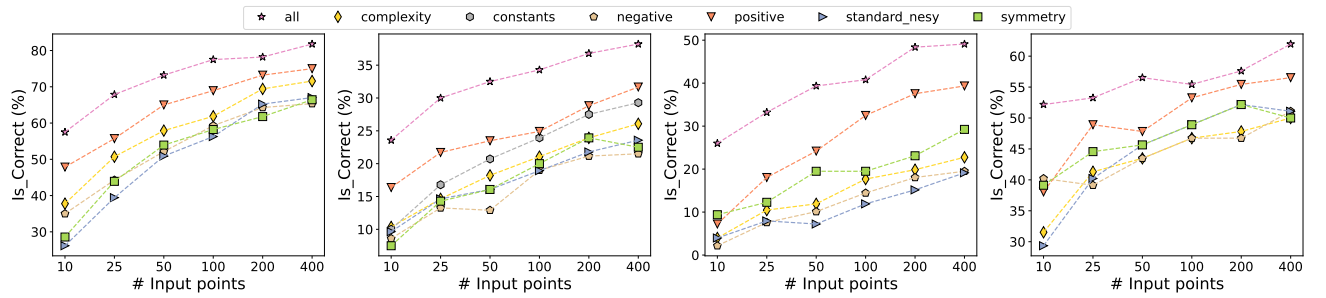 all complexity constants negative positive standard_nesy symmetry
Is_Correct (%)
80
70
60
50
40
30
10 25 50 100 200 400
# Input points
Is_Correct (%)
35
30
25
20
15
10
10 25 50 100 200 400
# Input points
Is_Correct (%)
50
40
30
20
10
0
10 25 50 100 200 400
# Input points
Is_Correct (%)
60
55
50
45
40
35
30
10 25 50 100 200 400
# Input points